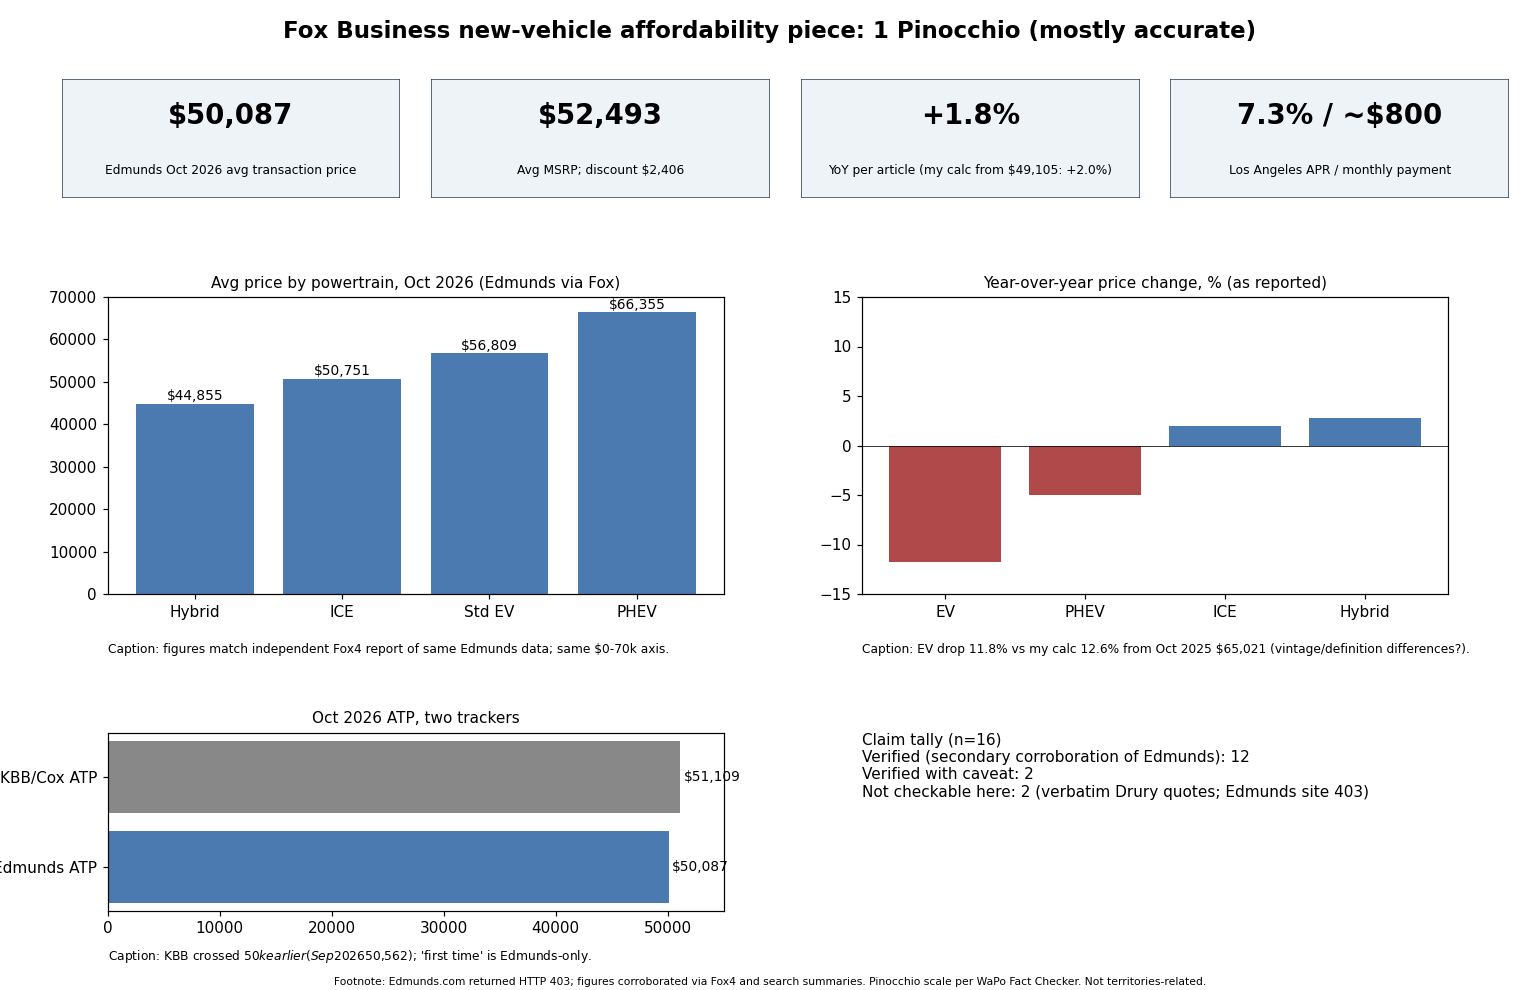 Fox Business new-vehicle affordability piece: 1 Pinocchio (mostly accurate)
$50,087
Edmunds Oct 2026 avg transaction price
$52,493
Avg MSRP; discount $2,406
+1.8%
YoY per article (my calc from $49,105: +2.0%)
7.3% / ~$800
Los Angeles APR / monthly payment
Avg price by powertrain, Oct 2026 (Edmunds via Fox)
70000
60000
50000
40000
30000
20000
10000
0
$44,855
$50,751
$56,809
$66,355
Hybrid
ICE
Std EV
PHEV
Caption: figures match independent Fox4 report of same Edmunds data; same $0-70k axis.
Year-over-year price change, % (as reported)
15
10
5
0
−5
−10
−15
EV
PHEV
ICE
Hybrid
Caption: EV drop 11.8% vs my calc 12.6% from Oct 2025 $65,021 (vintage/definition differences?).
Oct 2026 ATP, two trackers
KBB/Cox ATP
$51,109
Edmunds ATP
$50,087
0
10000
20000
30000
40000
50000
Caption: KBB crossed 50kearlier(Sep202650,562); 'first time' is Edmunds-only.
Claim tally (n=16)
Verified (secondary corroboration of Edmunds): 12
Verified with caveat: 2
Not checkable here: 2 (verbatim Drury quotes; Edmunds site 403)
Footnote: Edmunds.com returned HTTP 403; figures corroborated via Fox4 and search summaries. Pinocchio scale per WaPo Fact Checker. Not territories-related.